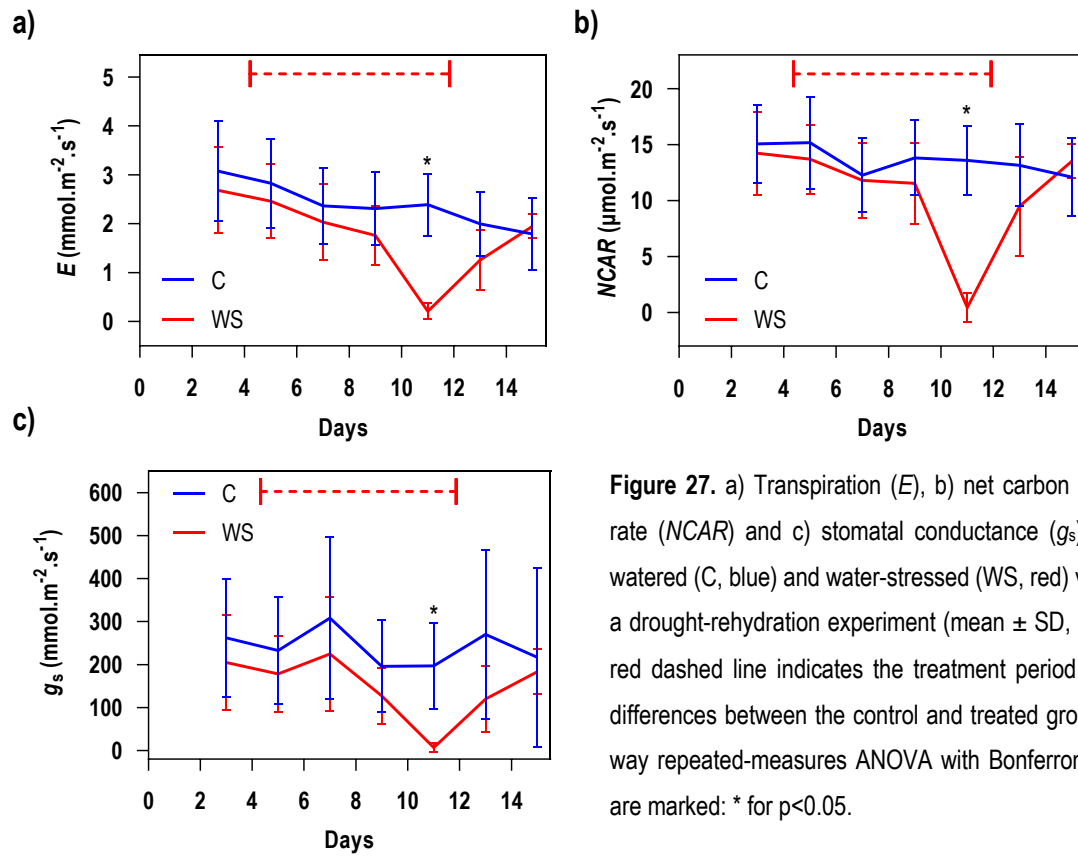 a)
5
4
3
2
1
0
E (mmol.m⁻².s⁻¹)
*
C
WS
0 2 4 6 8 10 12 14
Days
b)
20
15
10
5
0
NCAR (µmol.m⁻².s⁻¹)
*
C
WS
0 2 4 6 8 10 12 14
Days
c)
600
500
400
300
200
100
0
gs (mmol.m⁻².s⁻¹)
C
WS
*
0 2 4 6 8 10 12 14
Days
Figure 27. a) Transpiration (E), b) net carbon
rate (NCAR) and c) stomatal conductance (gs)
watered (C, blue) and water-stressed (WS, red)
a drought-rehydration experiment (mean ± SD,
red dashed line indicates the treatment period
differences between the control and treated
way repeated-measures ANOVA with
are marked: * for p<0.05.